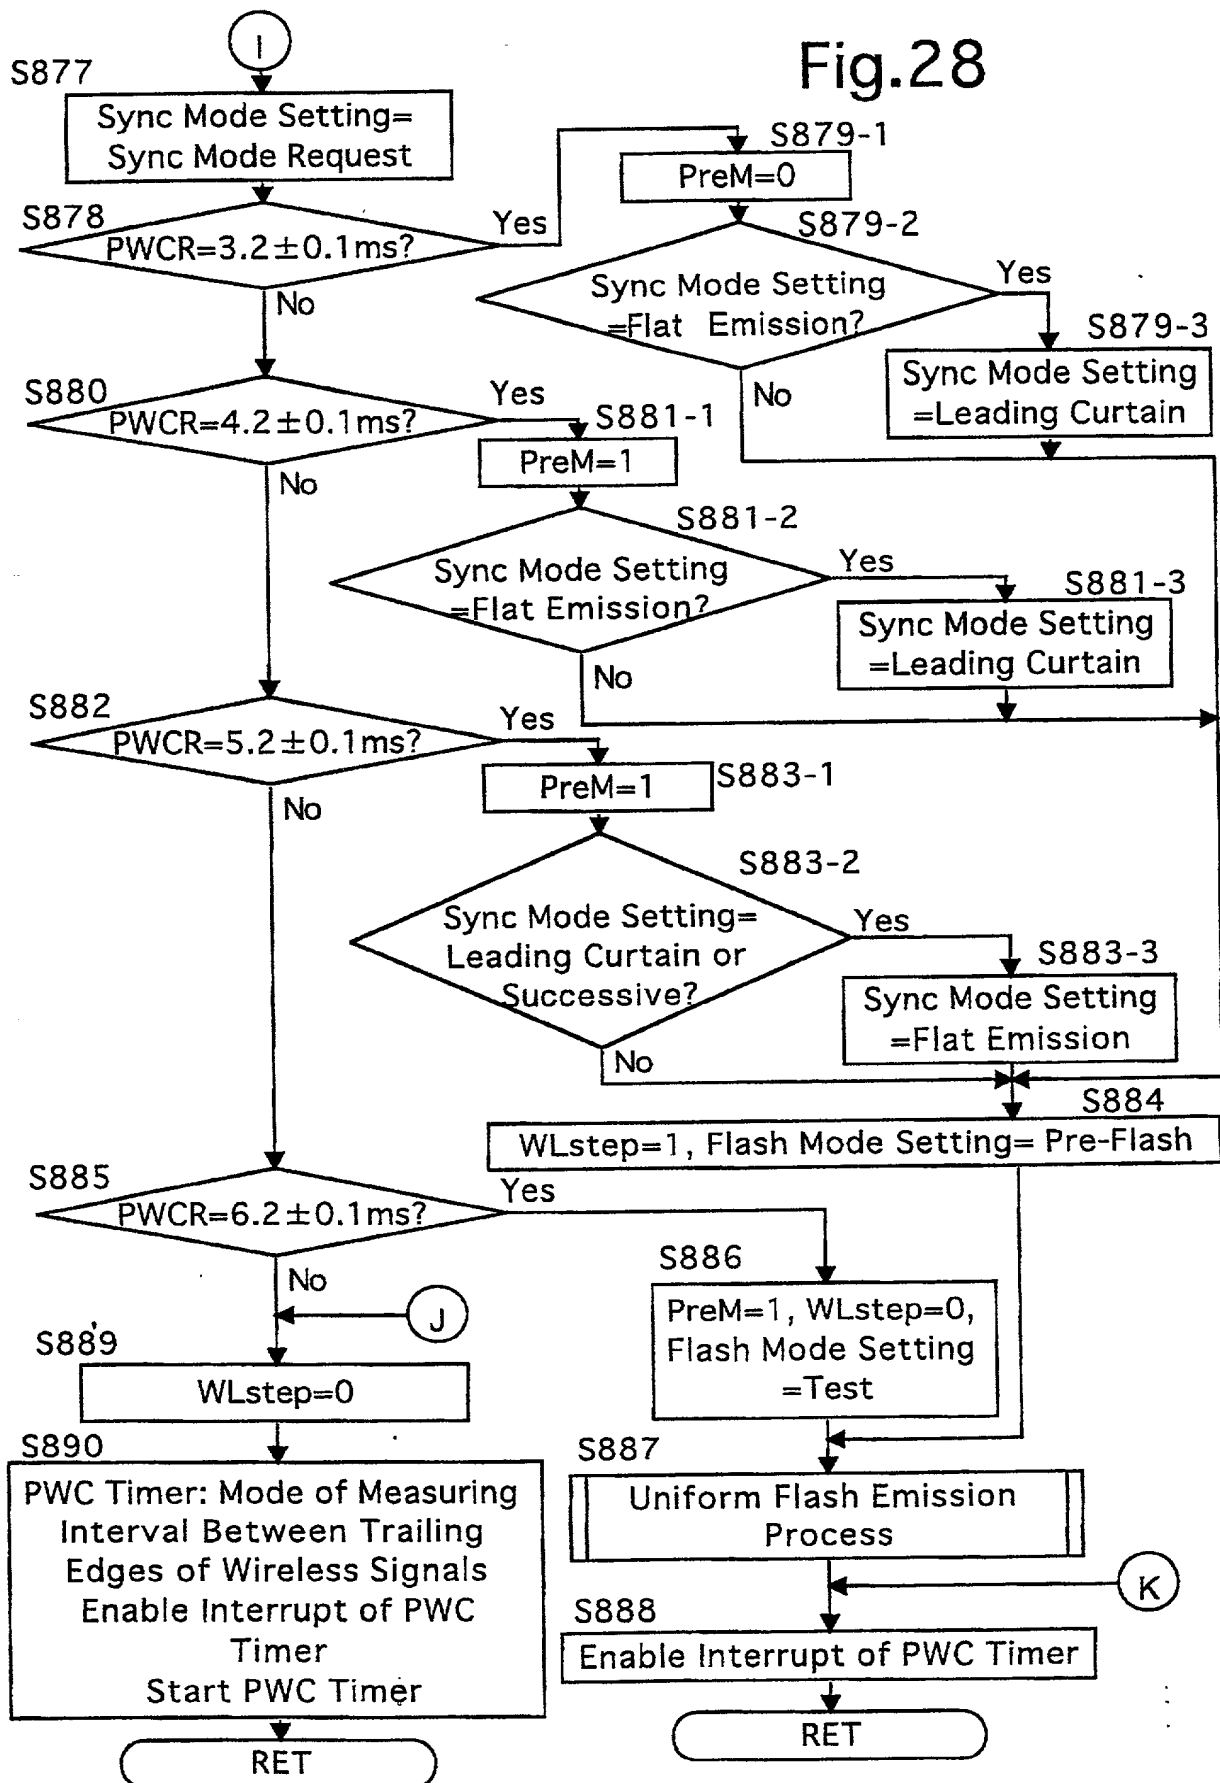 Fig.28
I
S877
Sync Mode Setting=
Sync Mode Request
S878
PWCR=3.2±0.1ms?
Yes
No
S879-1
PreM=0
S879-2
Sync Mode Setting
=Flat Emission?
Yes
No
S879-3
Sync Mode Setting
=Leading Curtain
S880
PWCR=4.2±0.1ms?
Yes
No
S881-1
PreM=1
S881-2
Sync Mode Setting
=Flat Emission?
Yes
No
S881-3
Sync Mode Setting
=Leading Curtain
S882
PWCR=5.2±0.1ms?
Yes
No
S883-1
PreM=1
S883-2
Sync Mode Setting=
Leading Curtain or
Successive?
Yes
No
S883-3
Sync Mode Setting
=Flat Emission
S884
WLstep=1, Flash Mode Setting= Pre-Flash
S885
PWCR=6.2±0.1ms?
Yes
No
S886
PreM=1, WLstep=0,
Flash Mode Setting
=Test
J
S889
WLstep=0
S887
Uniform Flash Emission
Process
S890
PWC Timer: Mode of Measuring
Interval Between Trailing
Edges of Wireless Signals
Enable Interrupt of PWC
Timer
Start PWC Timer
K
S888
Enable Interrupt of PWC Timer
RET
RET